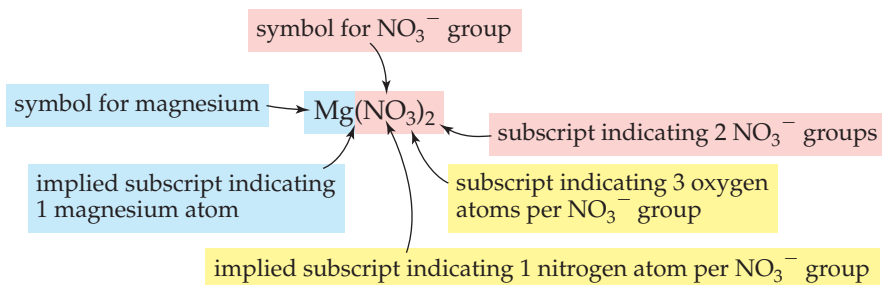 symbol for NO₃⁻ group
symbol for magnesium
Mg(NO₃)₂
subscript indicating 2 NO₃⁻ groups
implied subscript indicating
1 magnesium atom
subscript indicating 3 oxygen
atoms per NO₃⁻ group
implied subscript indicating 1 nitrogen atom per NO₃⁻ group